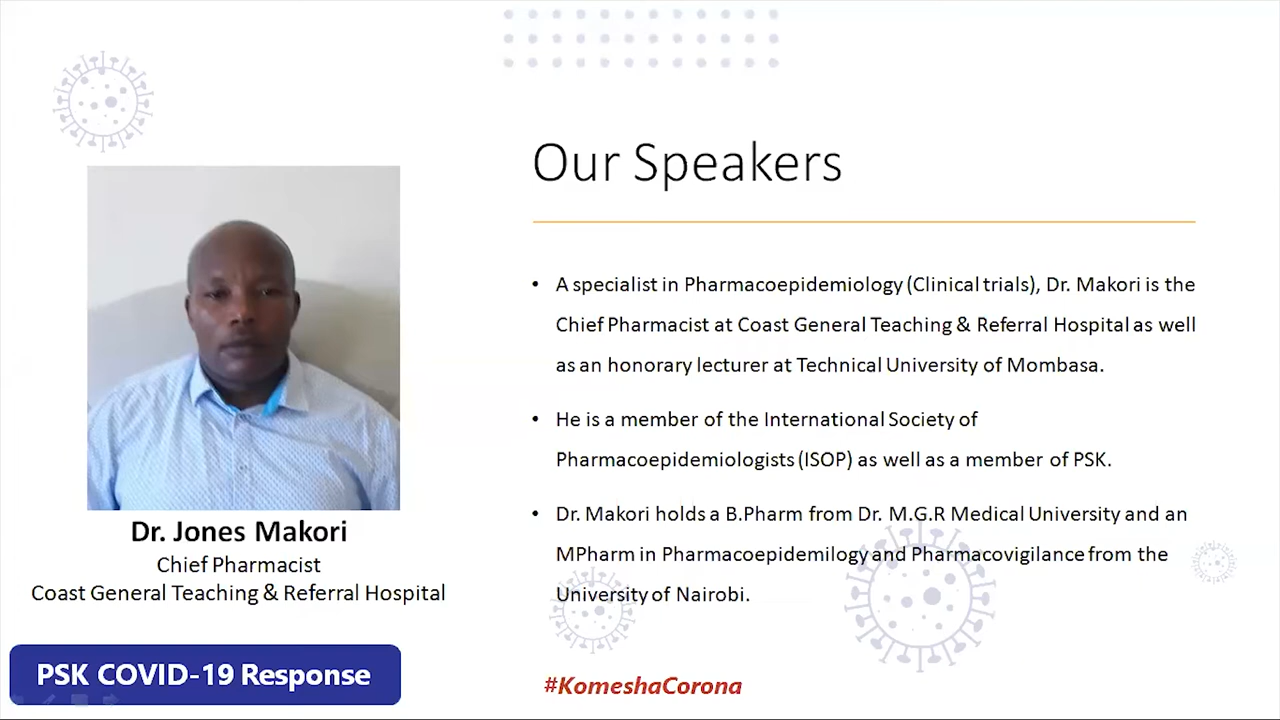 Our Speakers
• A specialist in Pharmacoepidemiology (Clinical trials), Dr. Makori is the
Chief Pharmacist at Coast General Teaching & Referral Hospital as well
as an honorary lecturer at Technical University of Mombasa.
• He is a member of the International Society of
Pharmacoepidemiologists (ISOP) as well as a member of PSK.
• Dr. Makori holds a B.Pharm from Dr. M.G.R Medical University and an
MPharm in Pharmacoepidemilogy and Pharmacovigilance from the
University of Nairobi.
Dr. Jones Makori
Chief Pharmacist
Coast General Teaching & Referral Hospital
PSK COVID-19 Response
#KomeshaCorona